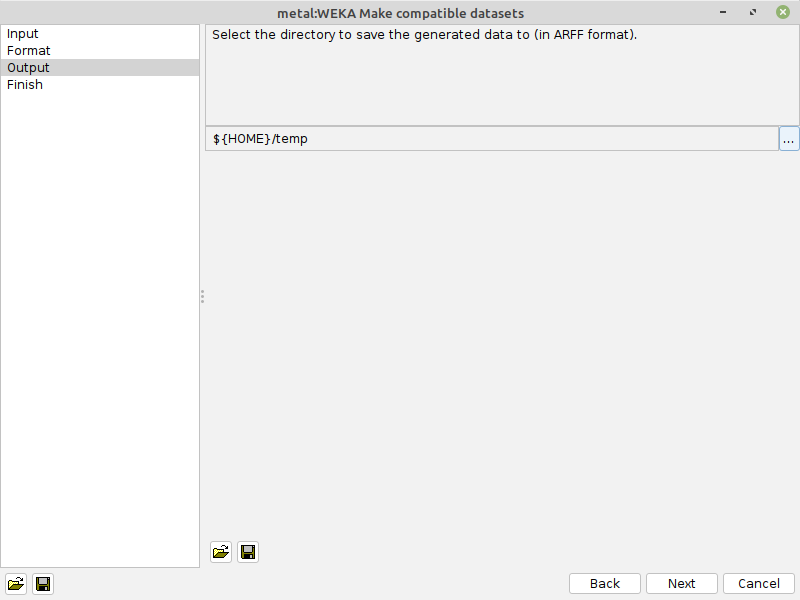 metal:WEKA Make compatible datasets
Input
Format
Output
Finish
Select the directory to save the generated data to (in ARFF format).
${HOME}/temp
...
Back
Next
Cancel